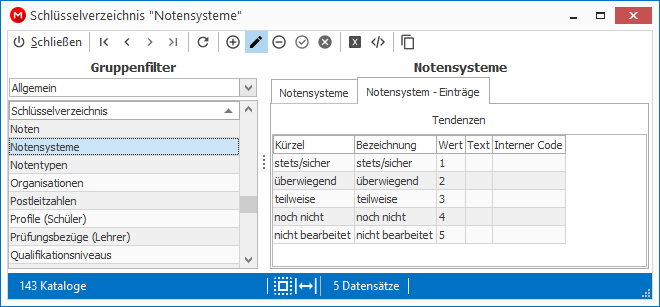 Schlüsselverzeichnis "Notensysteme"
Schließen
Gruppenfilter
Allgemein
Schlüsselverzeichnis
Noten
Notensysteme
Notentypen
Organisationen
Postleitzahlen
Profile (Schüler)
Prüfungsbezüge (Lehrer)
Qualifikationsniveaus
Notensysteme
Notensysteme Notensystem - Einträge
Tendenzen
Kürzel Bezeichnung Wert Text Interner Code
stets/sicher stets/sicher 1
überwiegend überwiegend 2
teilweise teilweise 3
noch nicht noch nicht 4
nicht bearbeitet nicht bearbeitet 5
143 Kataloge 5 Datensätze